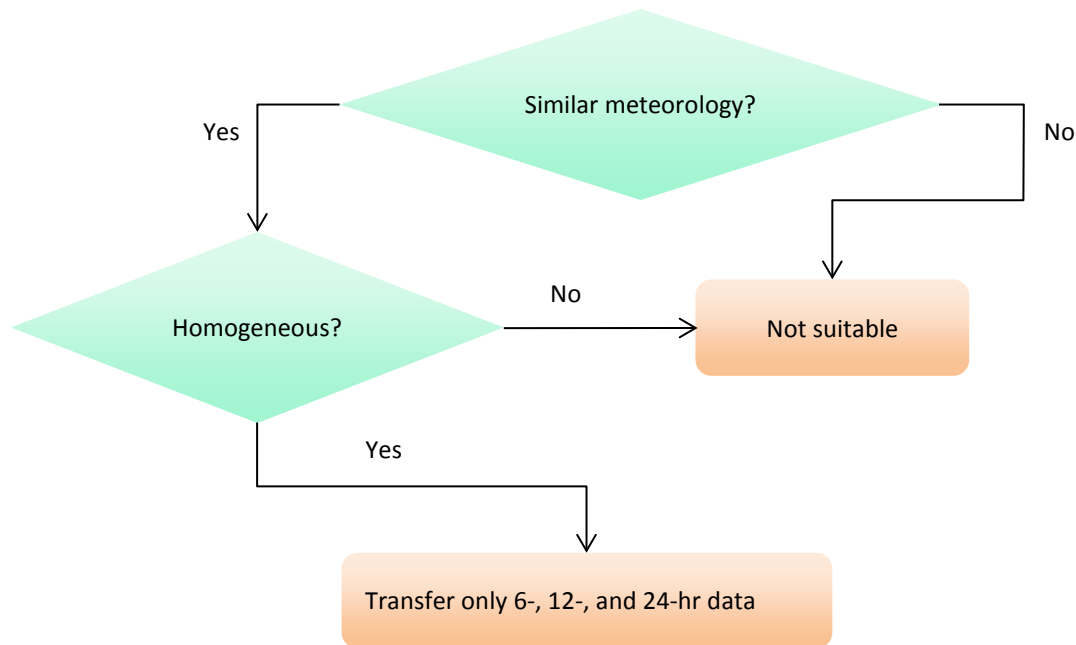 Similar meteorology?
Yes
No
Homogeneous?
No
Not suitable
Yes
Transfer only 6-, 12-, and 24-hr data